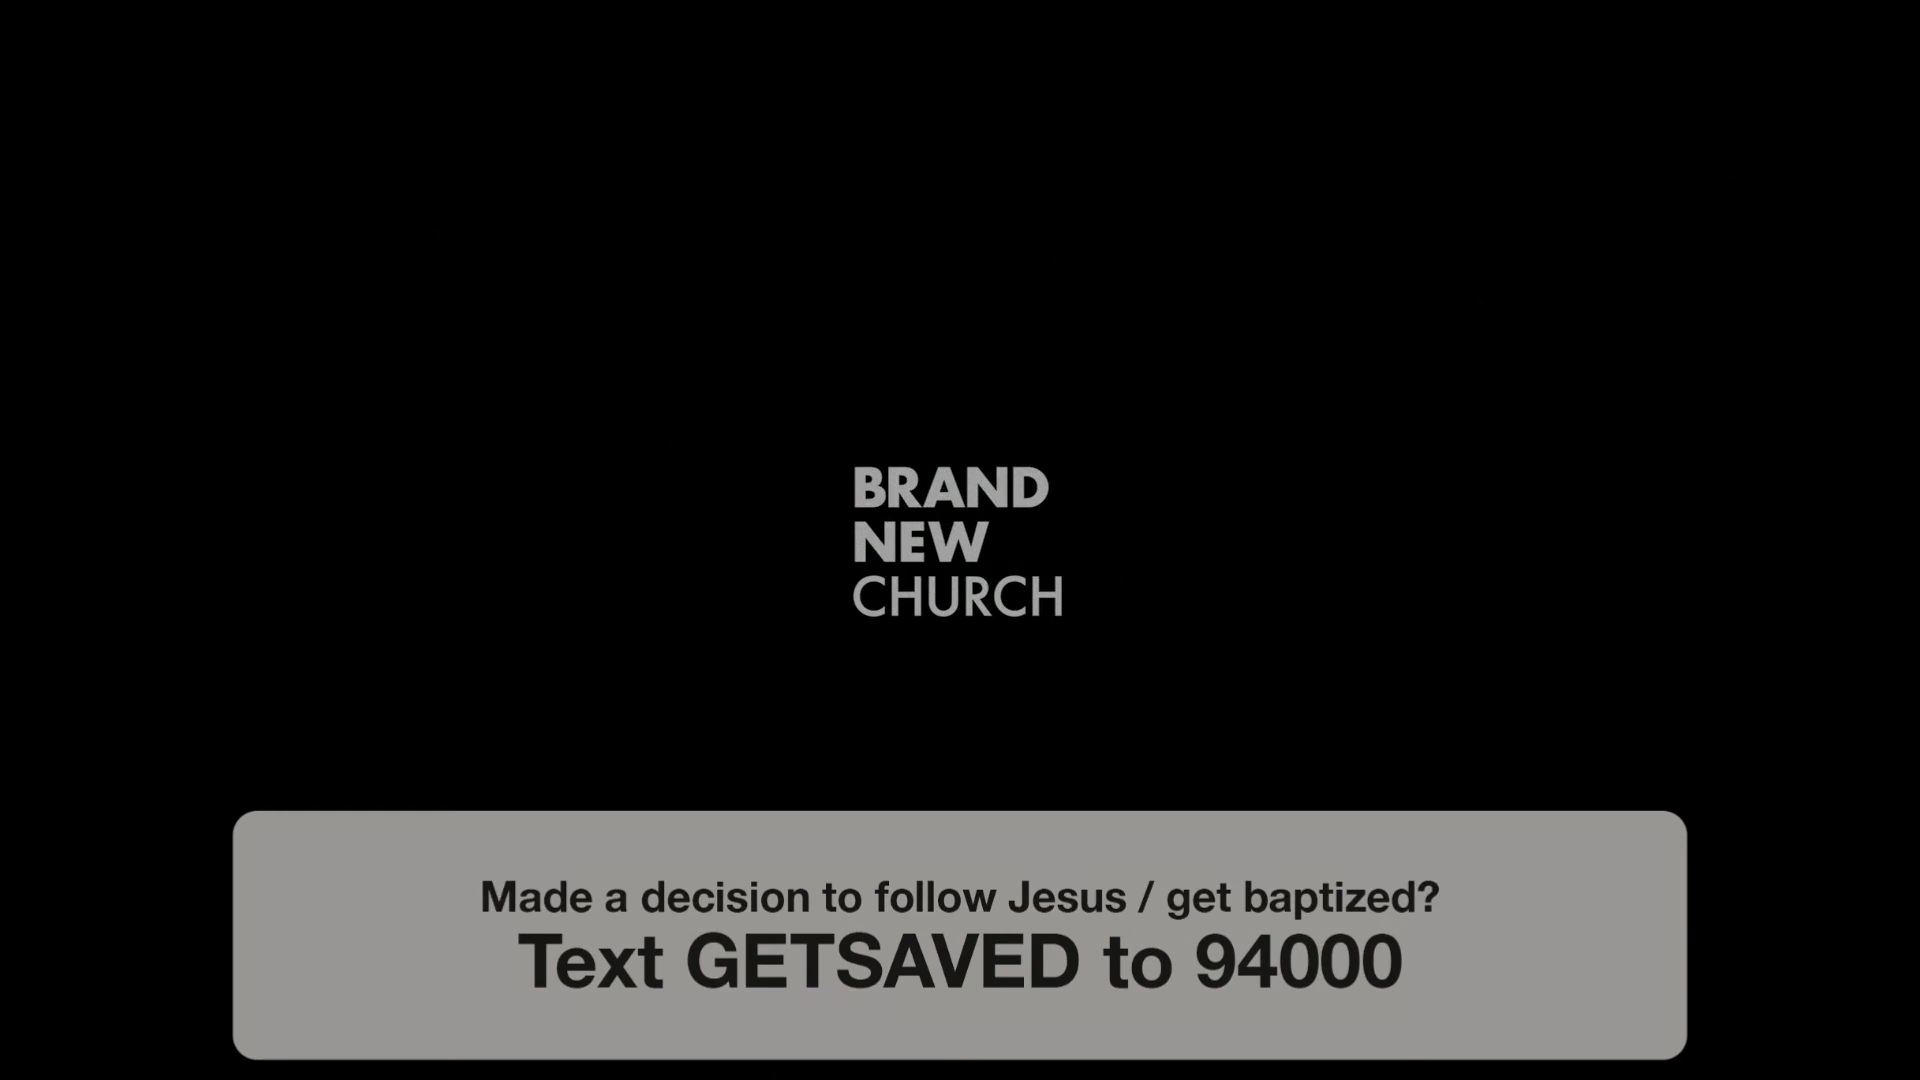 BRAND
NEW
CHURCH
Made a decision to follow Jesus / get baptized?
Text GETSAVED to 94000